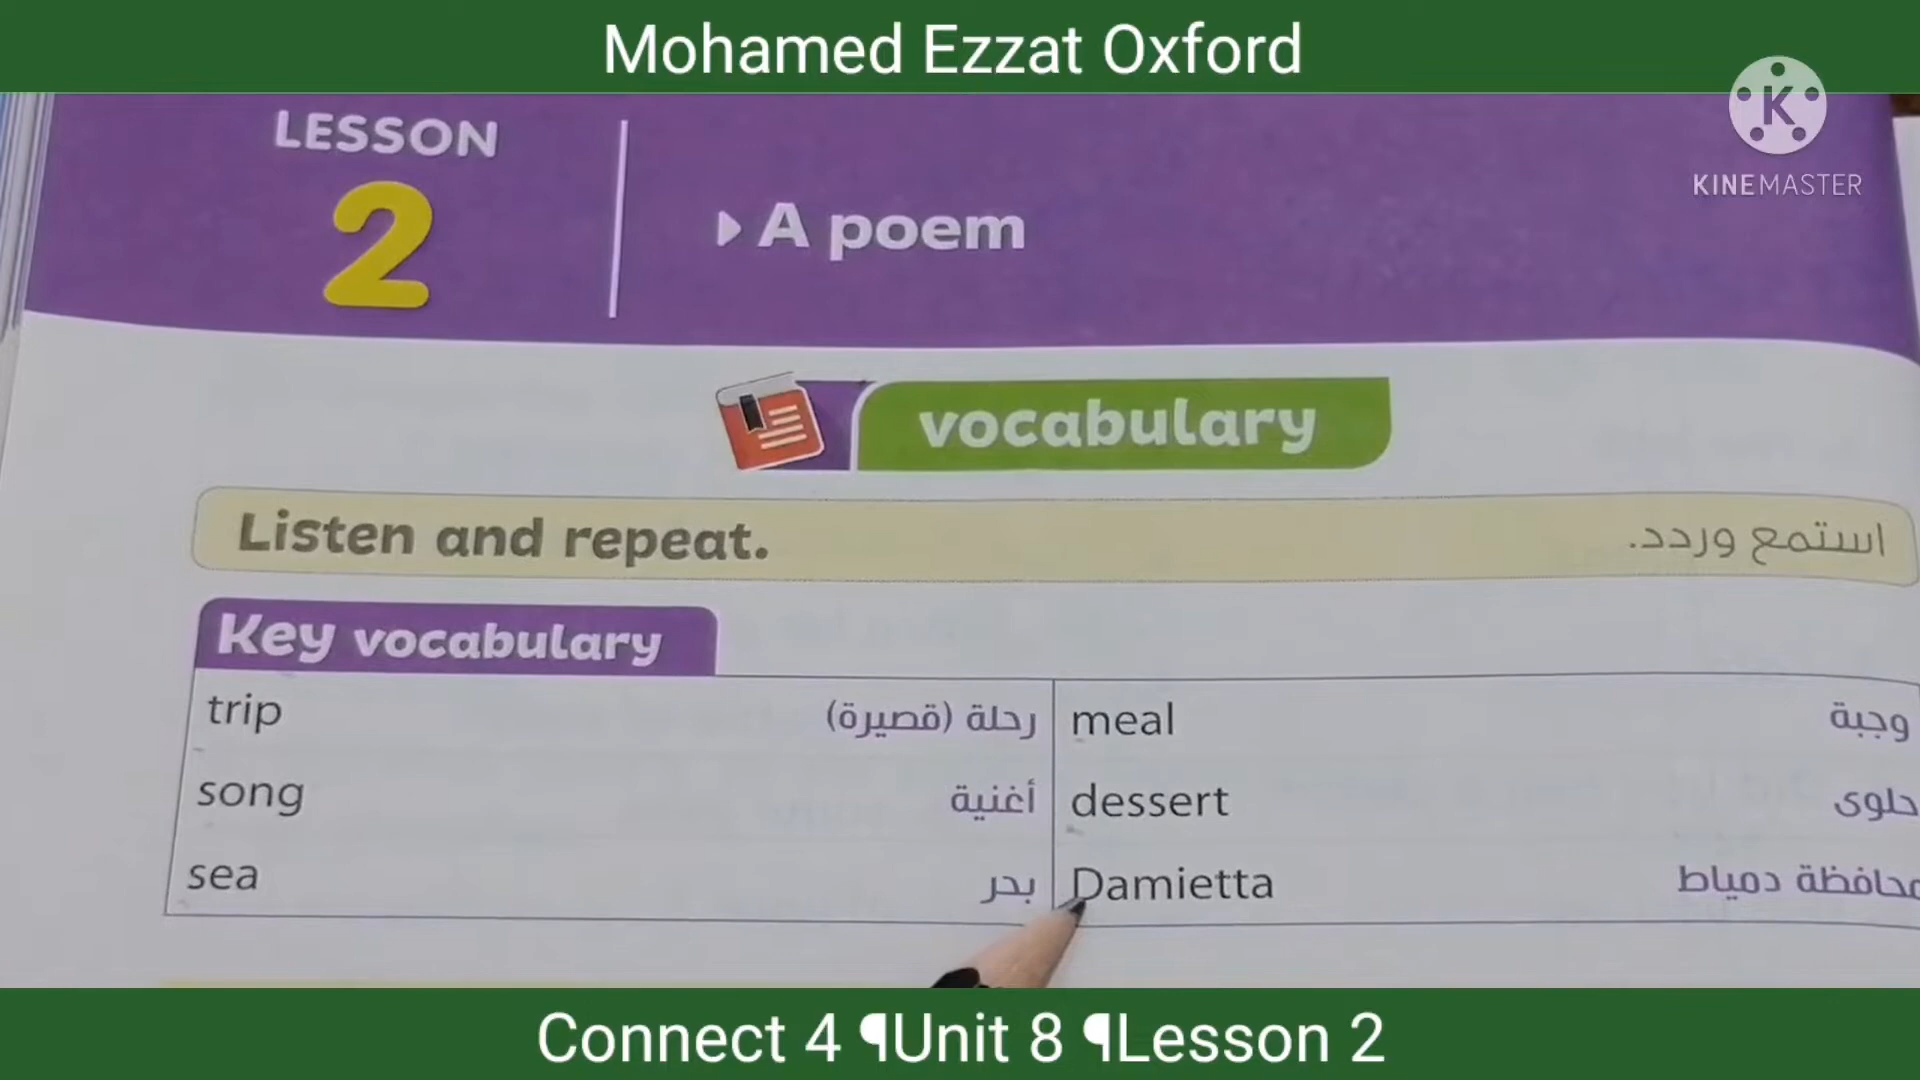 Mohamed Ezzat Oxford
KINEMASTER
LESSON
2
A poem
vocabulary
Listen and repeat.
استمع وردد.
Key vocabulary
trip رحلة (قصيرة) meal وجبة
song أغنية dessert حلوى
sea بحر Damietta محافظة دمياط
Connect 4 ¶Unit 8 ¶Lesson 2